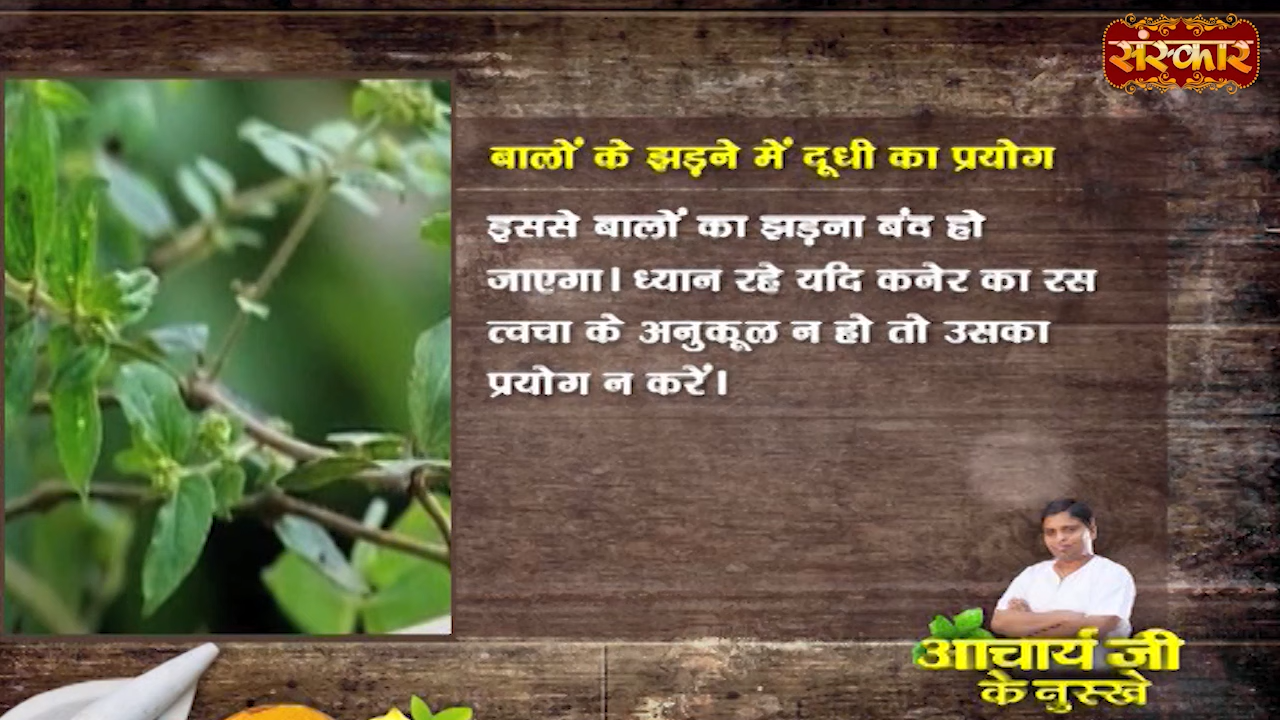 संस्कार
बालों के झड़ने में दूधी का प्रयोग
इससे बालों का झड़ना बंद हो
जाएगा। ध्यान रहे यदि कनेर का रस
त्वचा के अनुकूल न हो तो उसका
प्रयोग न करें।
आचार्य जी
के नुस्खे